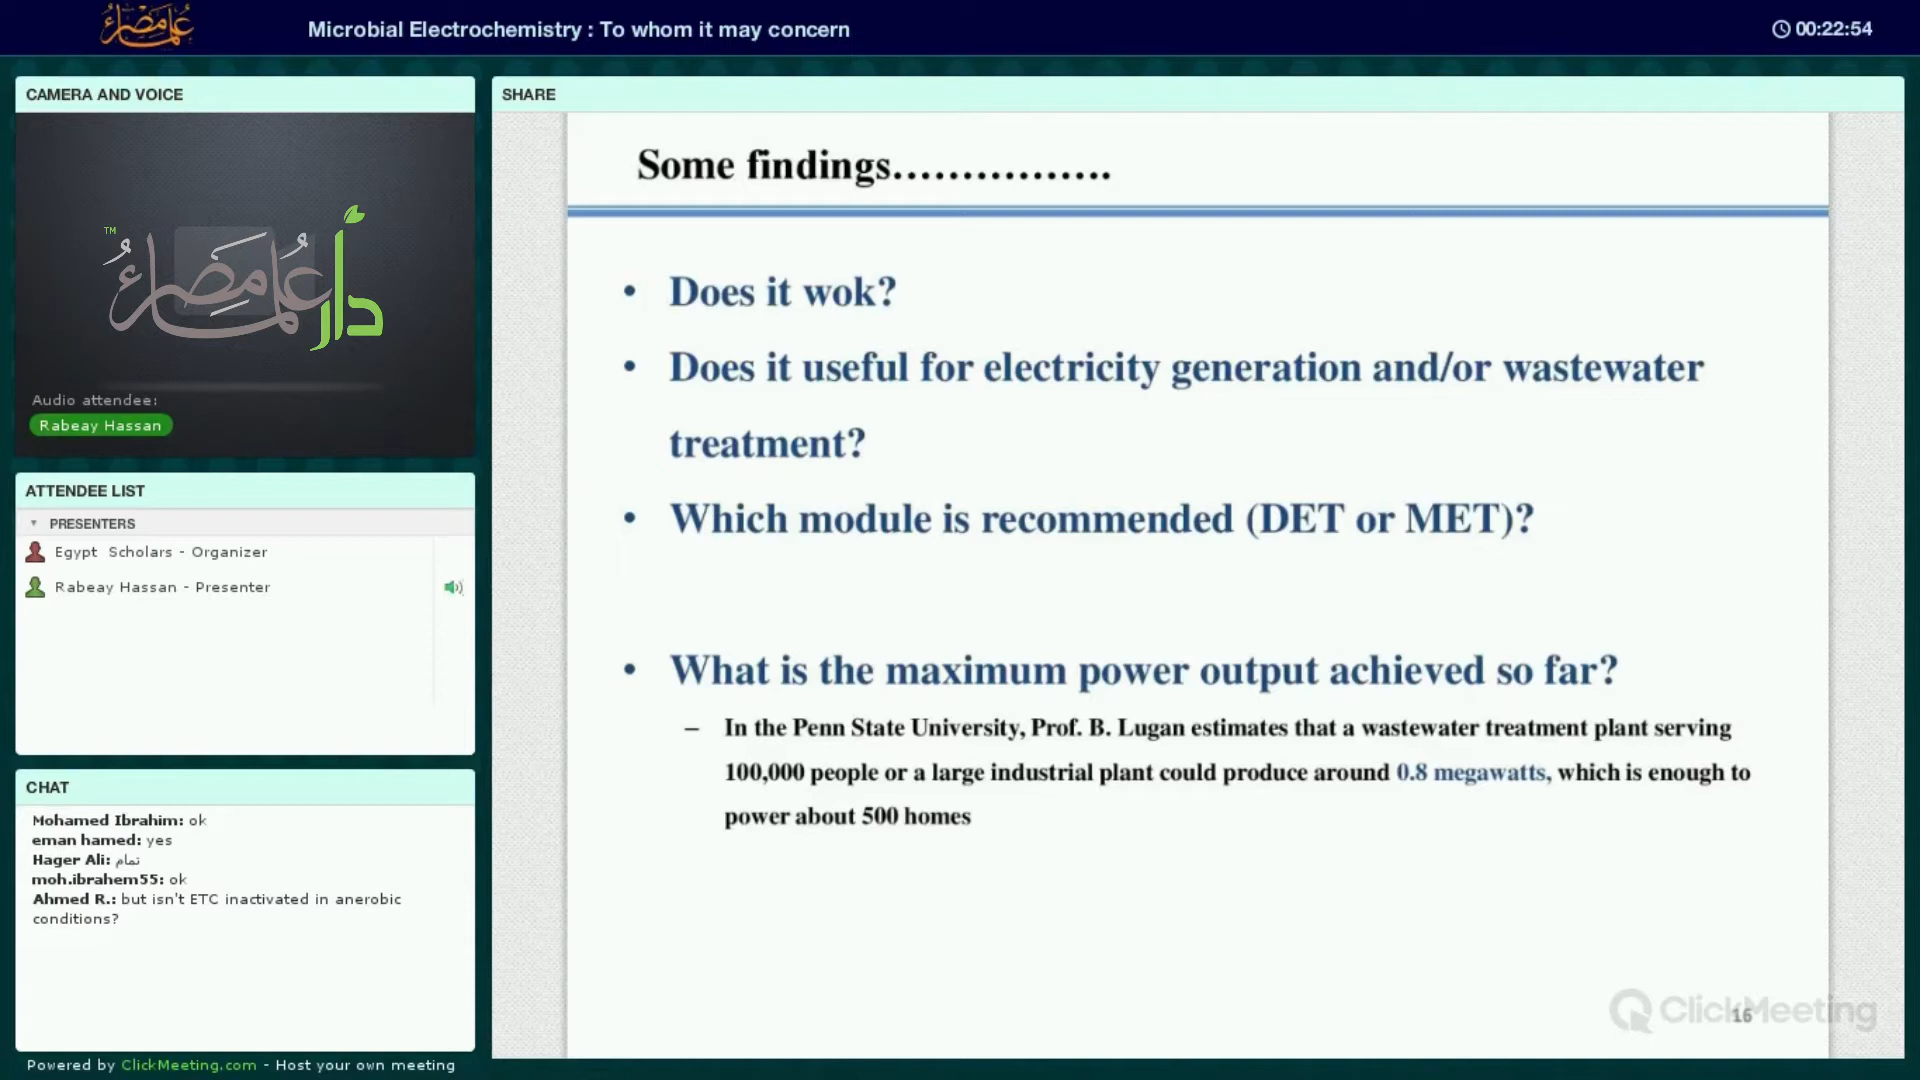 علماء مصر
Microbial Electrochemistry : To whom it may concern
00:22:54
CAMERA AND VOICE
TM
دار علماء مصر
Audio attendee:
Rabeay Hassan
ATTENDEE LIST
PRESENTERS
Egypt Scholars - Organizer
Rabeay Hassan - Presenter
CHAT
Mohamed Ibrahim: ok
eman hamed: yes
Hager Ali: تمام
moh.ibrahem55: ok
Ahmed R.: but isn't ETC inactivated in anerobic
conditions?
Powered by ClickMeeting.com - Host your own meeting
SHARE
Some findings................
• Does it wok?
• Does it useful for electricity generation and/or wastewater
treatment?
• Which module is recommended (DET or MET)?
• What is the maximum power output achieved so far?
– In the Penn State University, Prof. B. Lugan estimates that a wastewater treatment plant serving
100,000 people or a large industrial plant could produce around 0.8 megawatts, which is enough to
power about 500 homes
16
ClickMeeting